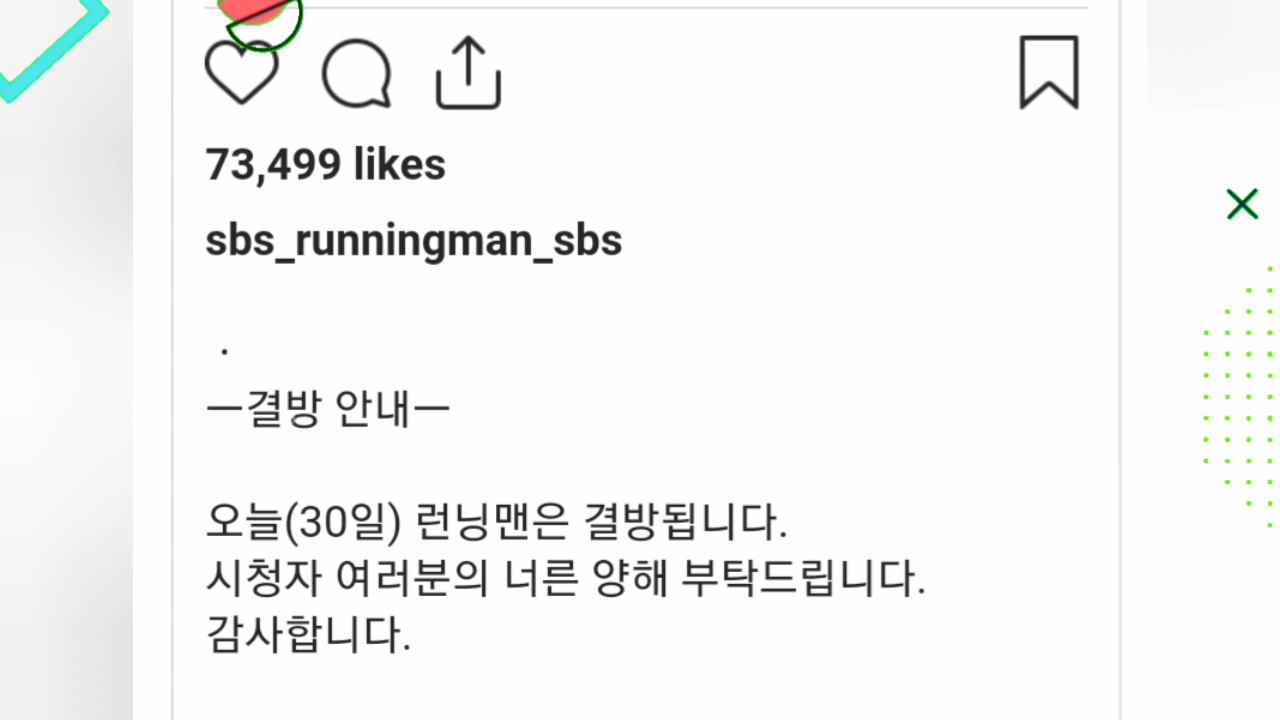 73,499 likes
sbs_runningman_sbs
.
ㅡ결방 안내ㅡ
오늘(30일) 런닝맨은 결방됩니다.
시청자 여러분의 너른 양해 부탁드립니다.
감사합니다.